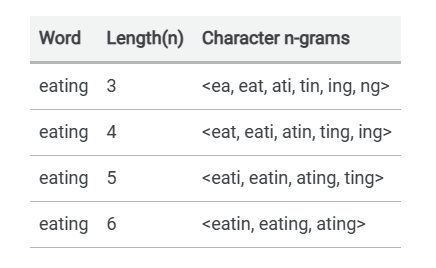 Word Length(n) Character n-grams
eating 3 <ea, eat, ati, tin, ing, ng>
eating 4 <eat, eati, atin, ting, ing>
eating 5 <eati, eatin, ating, ting>
eating 6 <eatin, eating, ating>